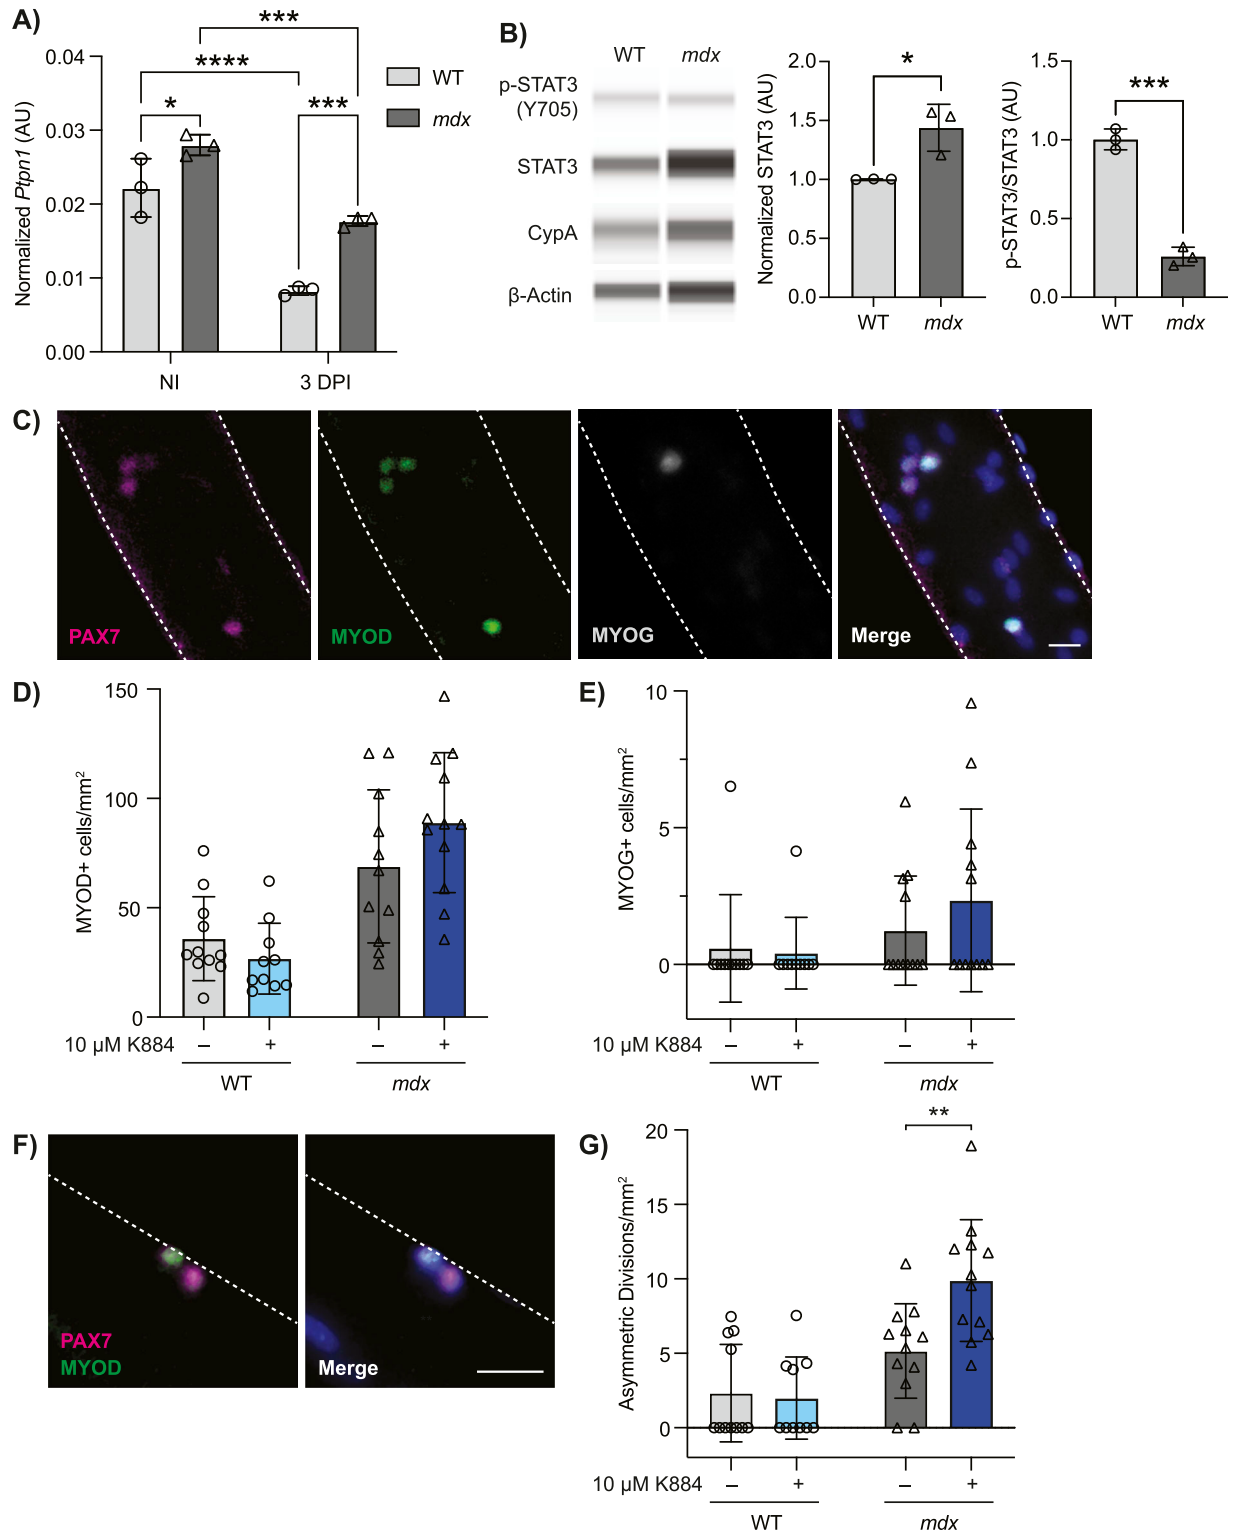 A)
***
****
*
***
WT
mdx
Normalized Ptpn1 (AU)
0.04
0.03
0.02
0.01
0.00
NI
3 DPI
B)
WT
mdx
p-STAT3
(Y705)
STAT3
CypA
β-Actin
Normalized STAT3 (AU)
2.0
1.5
1.0
0.5
0.0
*
WT
mdx
p-STAT3/STAT3 (AU)
1.5
1.0
0.5
0.0
***
WT
mdx
C)
PAX7
MYOD
MYOG
Merge
D)
MYOD+ cells/mm²
150
100
50
0
10 µM K884
–
+
–
+
WT
mdx
E)
MYOG+ cells/mm²
10
5
0
10 µM K884
–
+
–
+
WT
mdx
F)
PAX7
MYOD
Merge
G)
Asymmetric Divisions/mm²
20
15
10
5
0
**
10 µM K884
–
+
–
+
WT
mdx